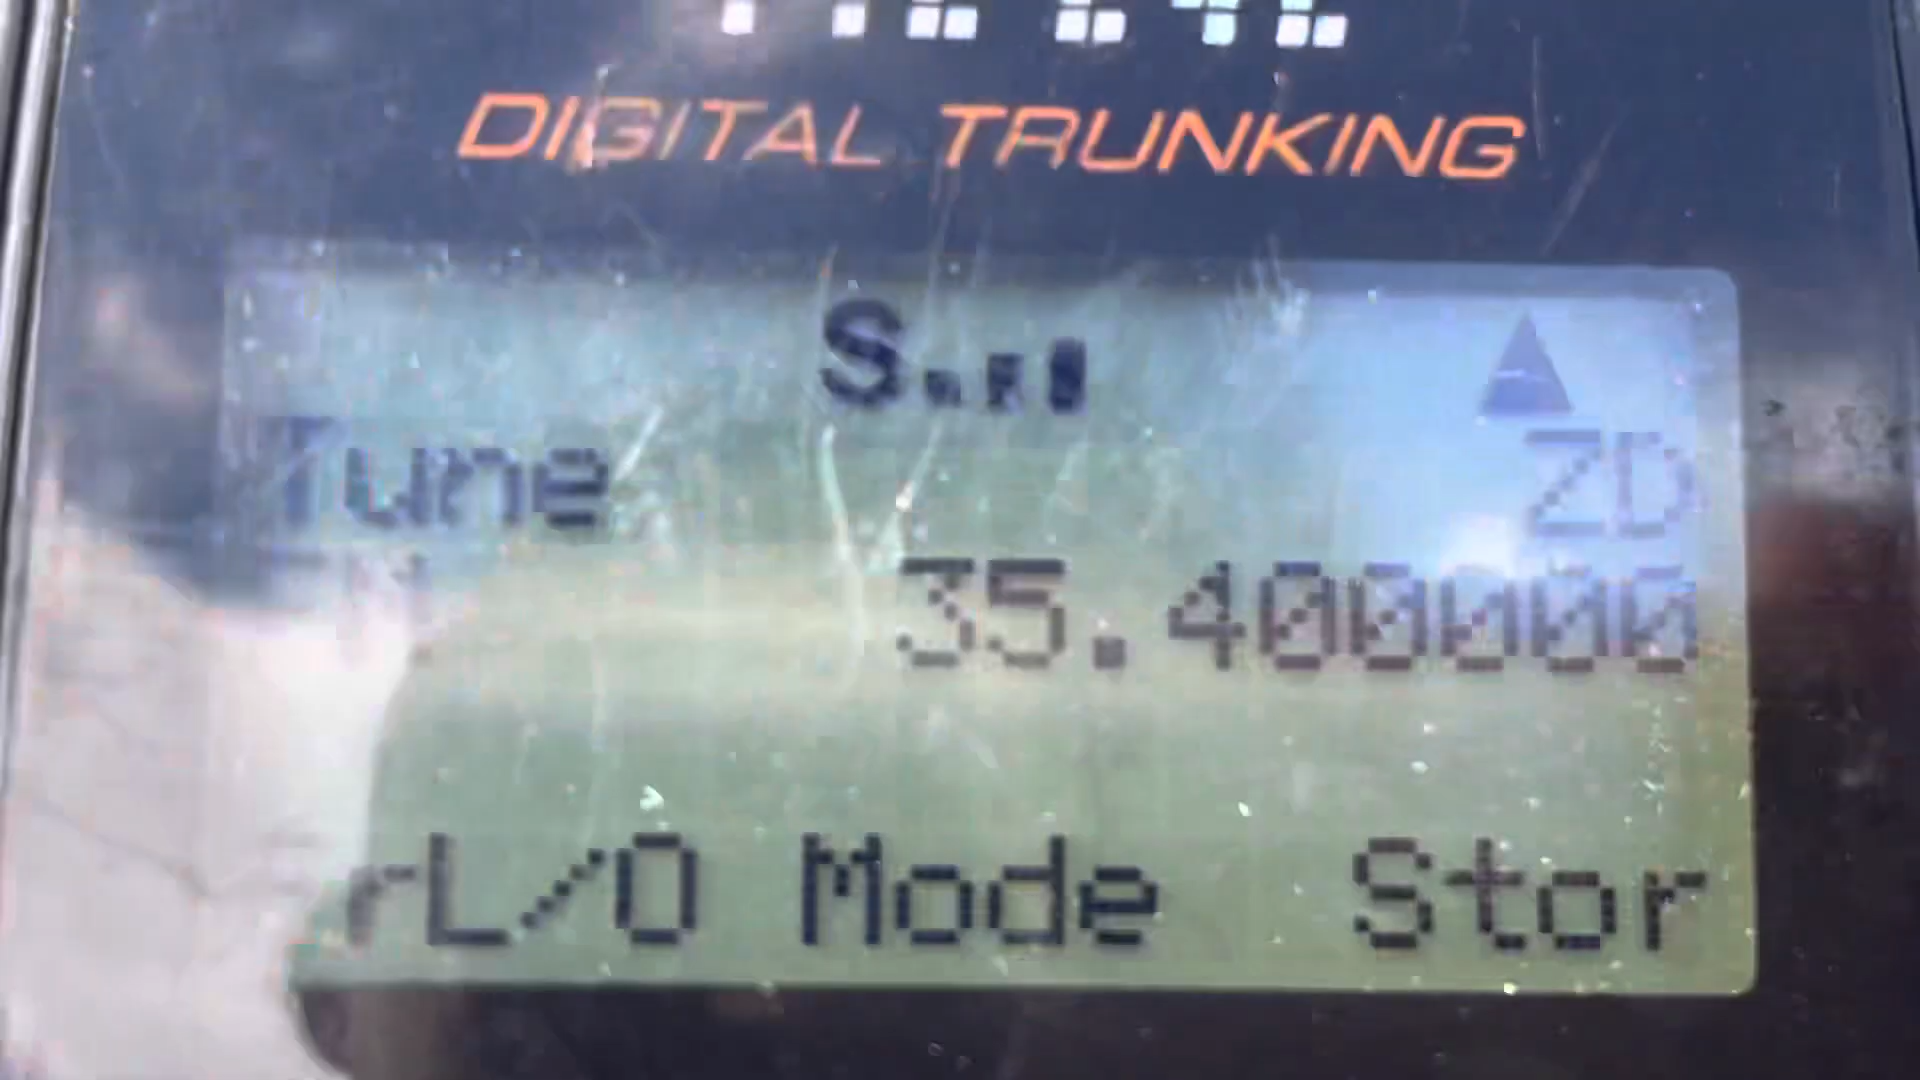 DIGITAL TRUNKING
S
Tune ZD
35.400000
rL/O Mode Stor